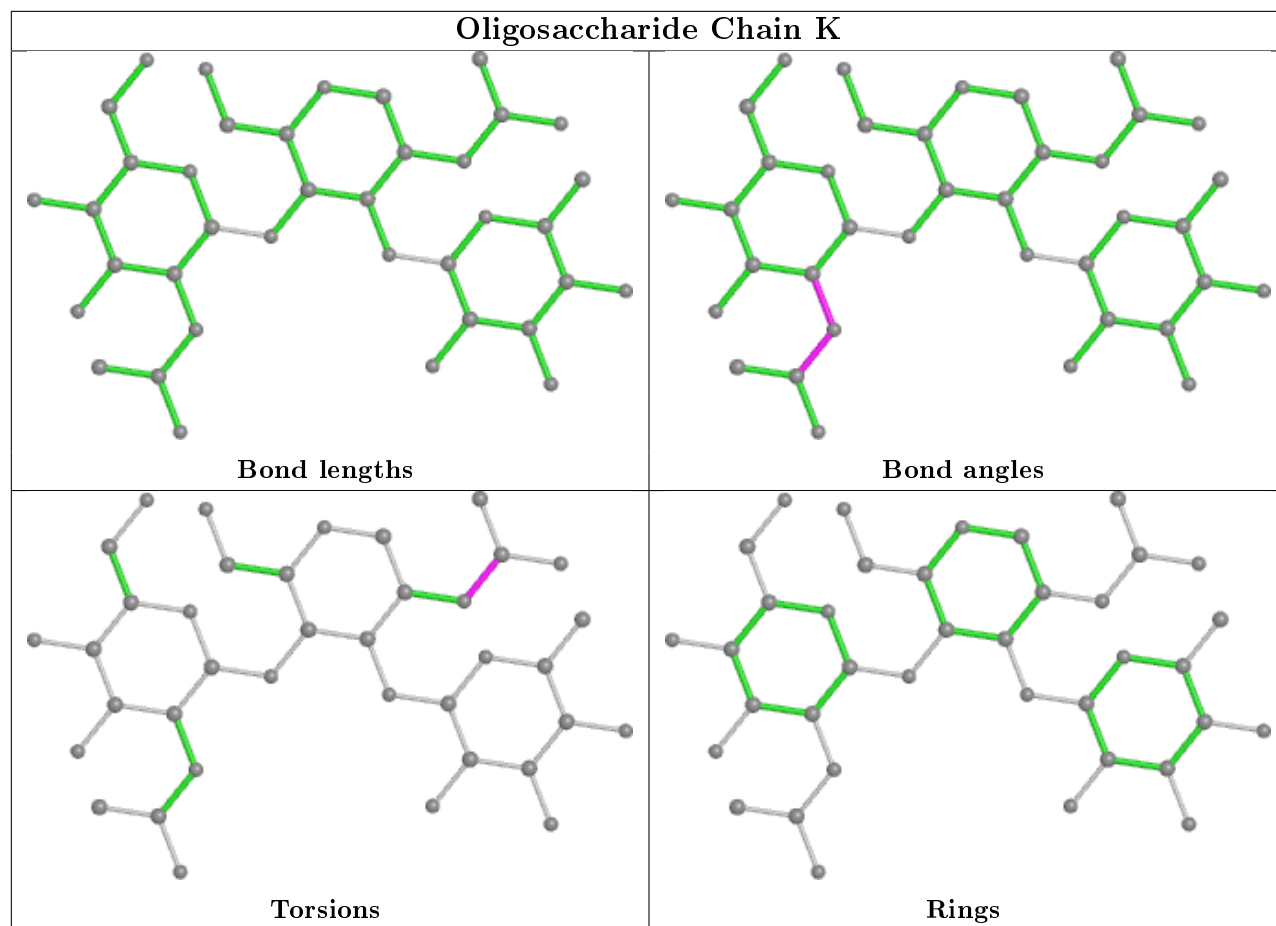 Oligosaccharide Chain K
Bond lengths
Bond angles
Torsions
Rings